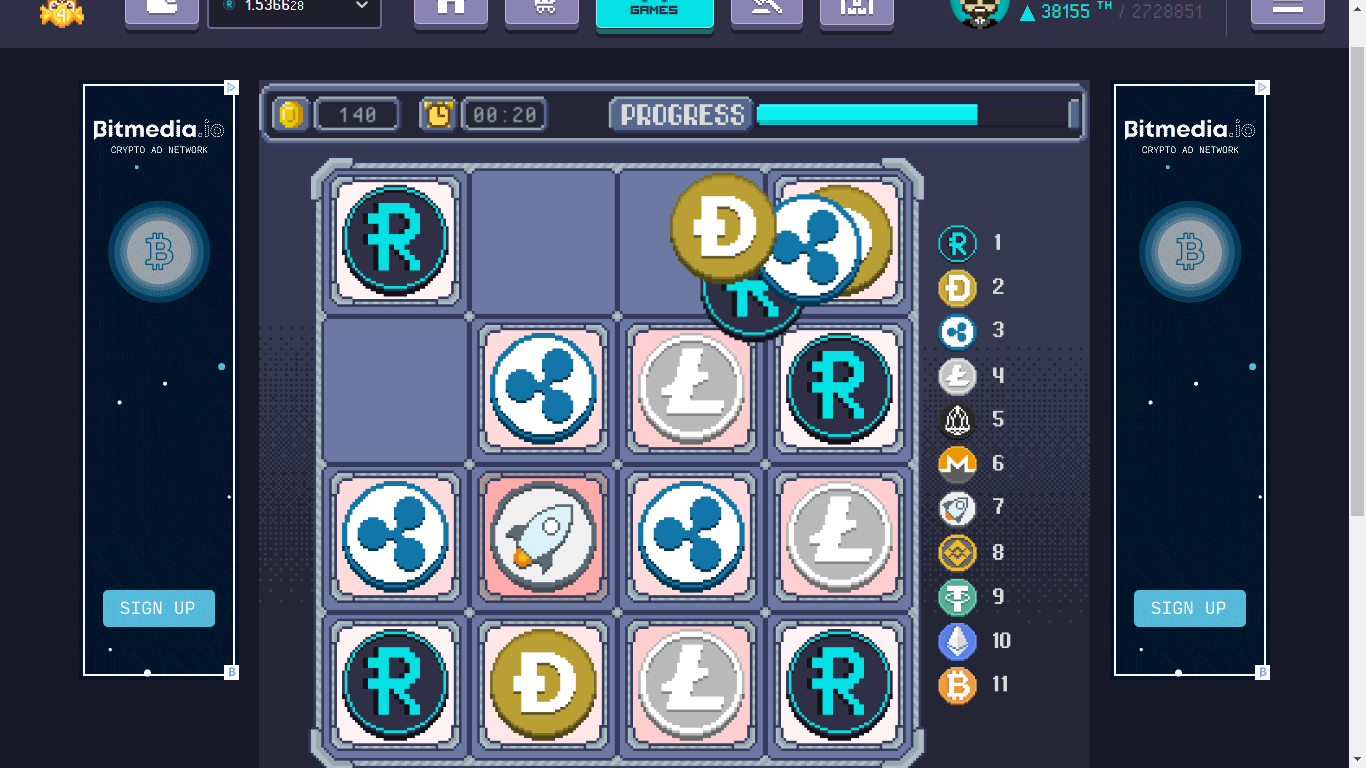 1.536628
GAMES
38155 TH / 2728851
Bitmedia.io
CRYPTO AD NETWORK
SIGN UP
140
00:20
PROGRESS
1
2
3
4
5
6
7
8
9
10
11
Bitmedia.io
CRYPTO AD NETWORK
SIGN UP